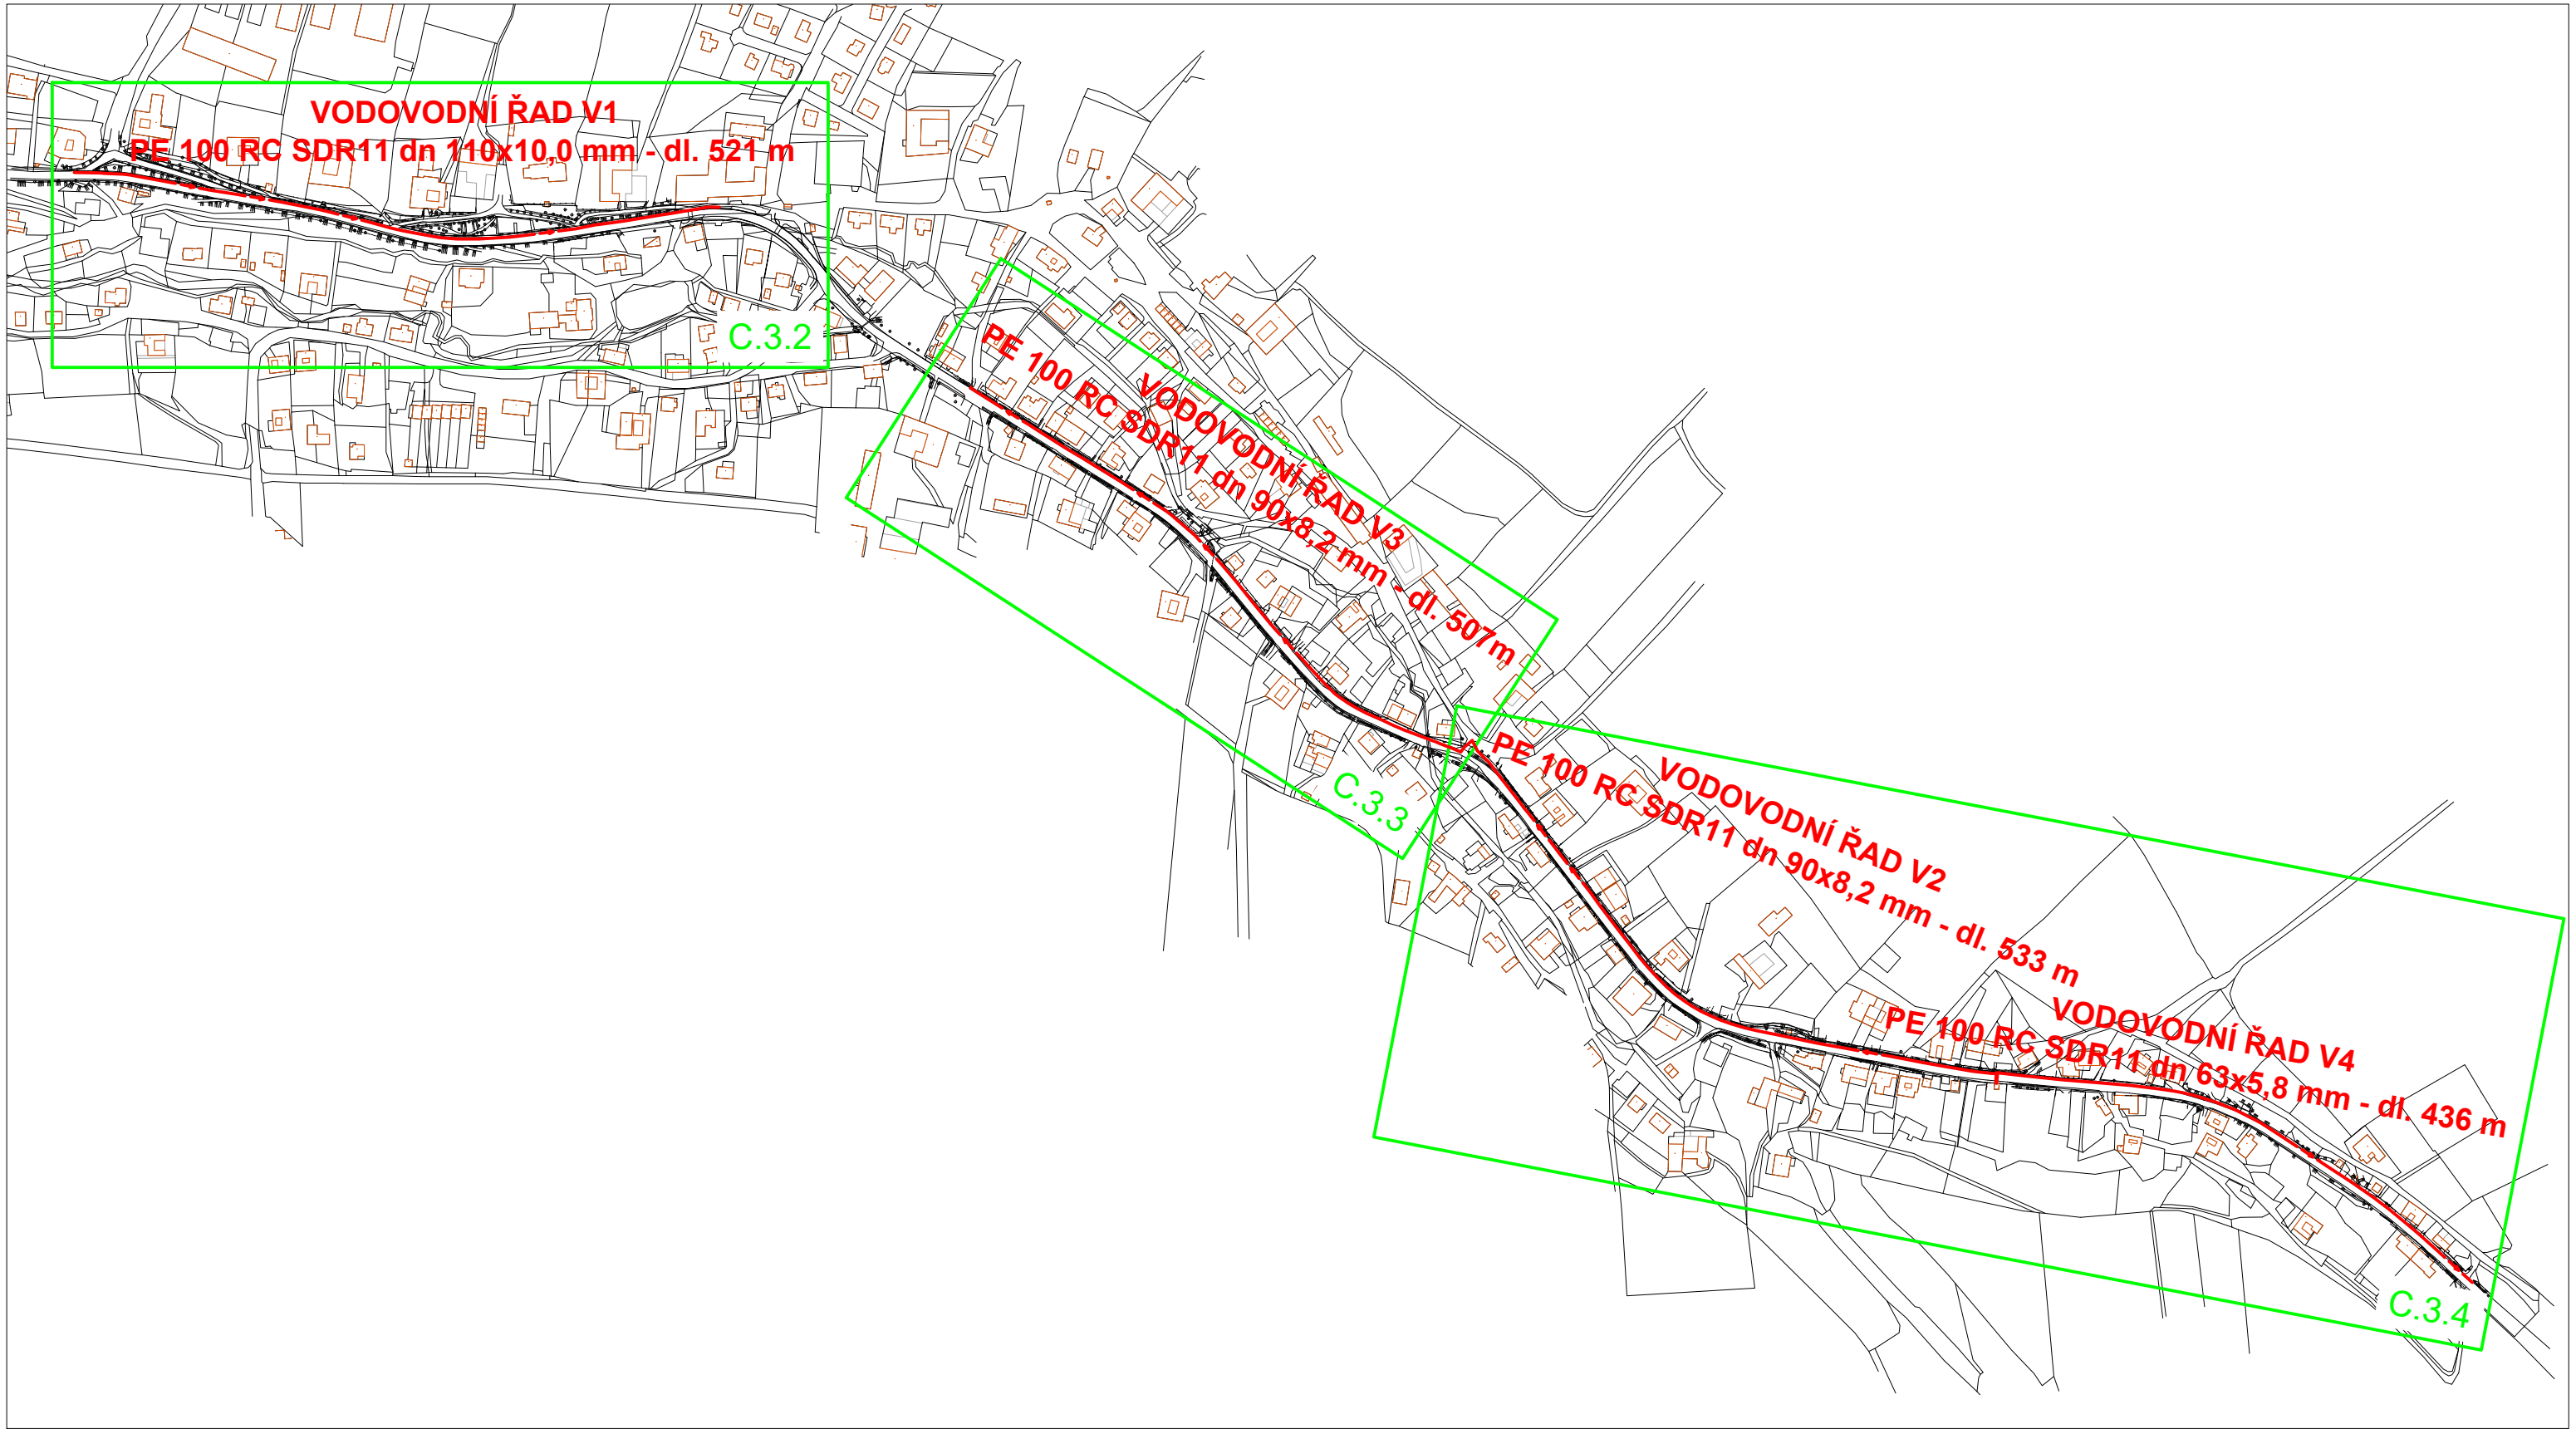 VODOVODNÍ ŘAD V1
PE 100 RC SDR11 dn 110x10,0 mm - dl. 521 m
C.3.2
VODOVODNÍ ŘAD V3
PE 100 RC SDR11 dn 90x8,2 mm - dl. 507m
C.3.3
VODOVODNÍ ŘAD V2
PE 100 RC SDR11 dn 90x8,2 mm - dl. 533 m
VODOVODNÍ ŘAD V4
PE 100 RC SDR11 dn 63x5,8 mm - dl. 436 m
C.3.4